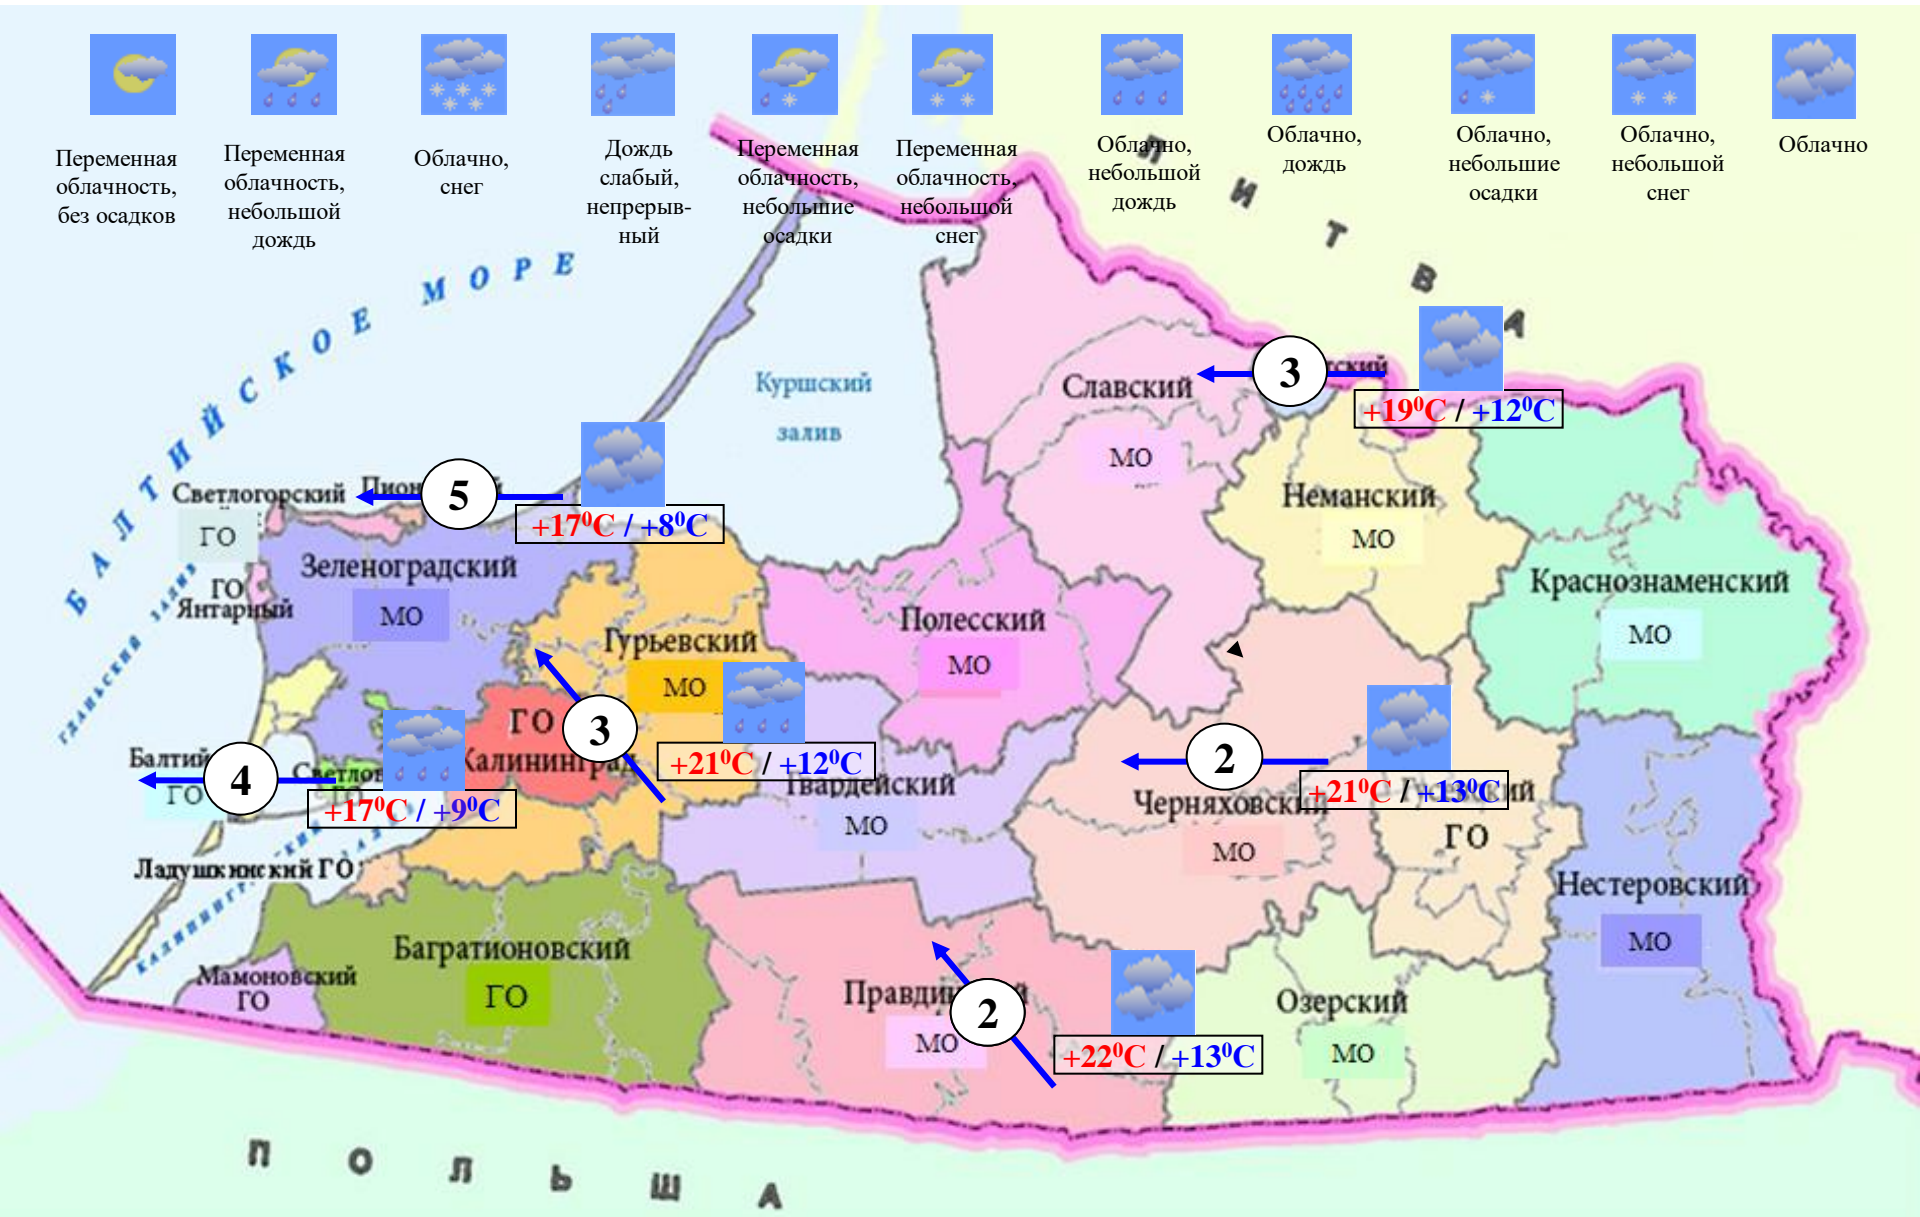 Переменная
облачность,
без осадков
Переменная
облачность,
небольшой
дождь
Облачно,
снег
Дождь
слабый,
непрерыв-
ный
Переменная
облачность,
небольшие
осадки
Переменная
облачность,
небольшой
снег
Облачно,
небольшой
дождь
Облачно,
дождь
Облачно,
небольшие
осадки
Облачно,
небольшой
снег
Облачно
ЛИТВА
БАЛТИЙСКОЕ МОРЕ
Куршский
залив
Славский
МО
3
+19⁰C / +12⁰C
Светлогорский
ГО
5
+17⁰C / +8⁰C
Неманский
МО
Зеленоградский
МО
ГО
Янтарный
Краснознаменский
МО
Полесский
МО
Гурьевский
МО
ГО
Калининград
3
+21⁰C / +12⁰C
Гвардейский
МО
4
ГО
+17⁰C / +9⁰C
2
Черняховский
МО
+21⁰C / +13⁰C
ГО
Ладушкинский ГО
Нестеровский
МО
Багратионовский
ГО
Мамоновский
ГО
2
МО
+22⁰C / +13⁰C
Озерский
МО
ПОЛЬША